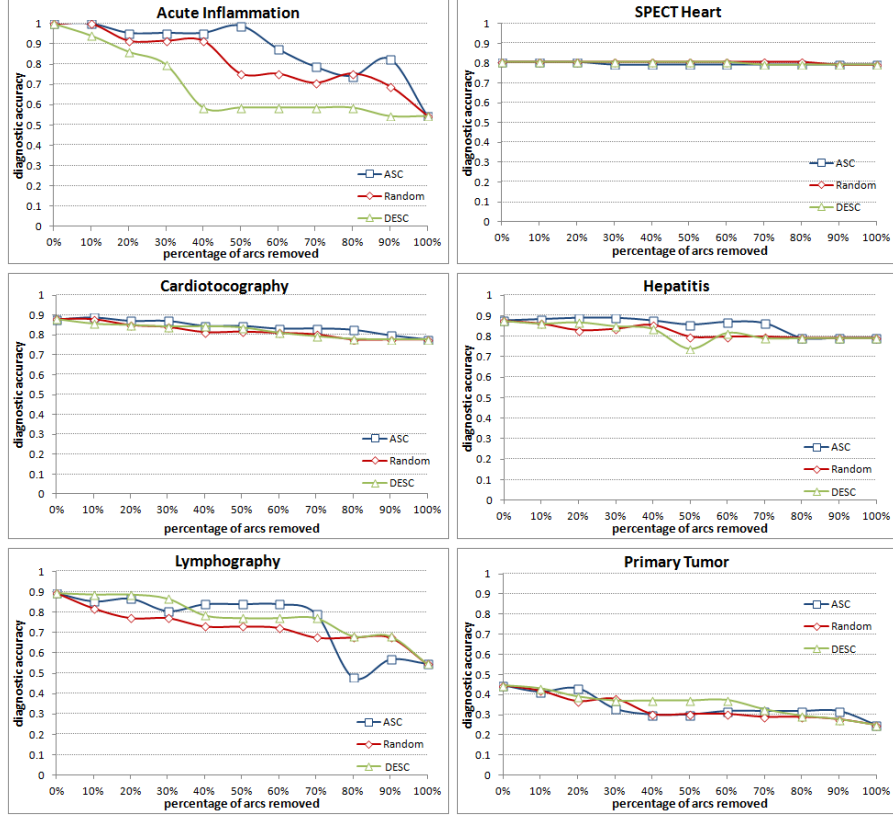 Acute Inflammation
diagnostic accuracy
1
0.9
0.8
0.7
0.6
0.5
0.4
0.3
0.2
0.1
0
ASC
Random
DESC
0% 10% 20% 30% 40% 50% 60% 70% 80% 90% 100%
percentage of arcs removed
SPECT Heart
diagnostic accuracy
1
0.9
0.8
0.7
0.6
0.5
0.4
0.3
0.2
0.1
0
ASC
Random
DESC
0% 10% 20% 30% 40% 50% 60% 70% 80% 90% 100%
percentage of arcs removed
Cardiotocography
diagnostic accuracy
1
0.9
0.8
0.7
0.6
0.5
0.4
0.3
0.2
0.1
0
ASC
Random
DESC
0% 10% 20% 30% 40% 50% 60% 70% 80% 90% 100%
percentage of arcs removed
Hepatitis
diagnostic accuracy
1
0.9
0.8
0.7
0.6
0.5
0.4
0.3
0.2
0.1
0
ASC
Random
DESC
0% 10% 20% 30% 40% 50% 60% 70% 80% 90% 100%
percentage of arcs removed
Lymphography
diagnostic accuracy
1
0.9
0.8
0.7
0.6
0.5
0.4
0.3
0.2
0.1
0
ASC
Random
DESC
0% 10% 20% 30% 40% 50% 60% 70% 80% 90% 100%
percentage of arcs removed
Primary Tumor
diagnostic accuracy
1
0.9
0.8
0.7
0.6
0.5
0.4
0.3
0.2
0.1
0
ASC
Random
DESC
0% 10% 20% 30% 40% 50% 60% 70% 80% 90% 100%
percentage of arcs removed